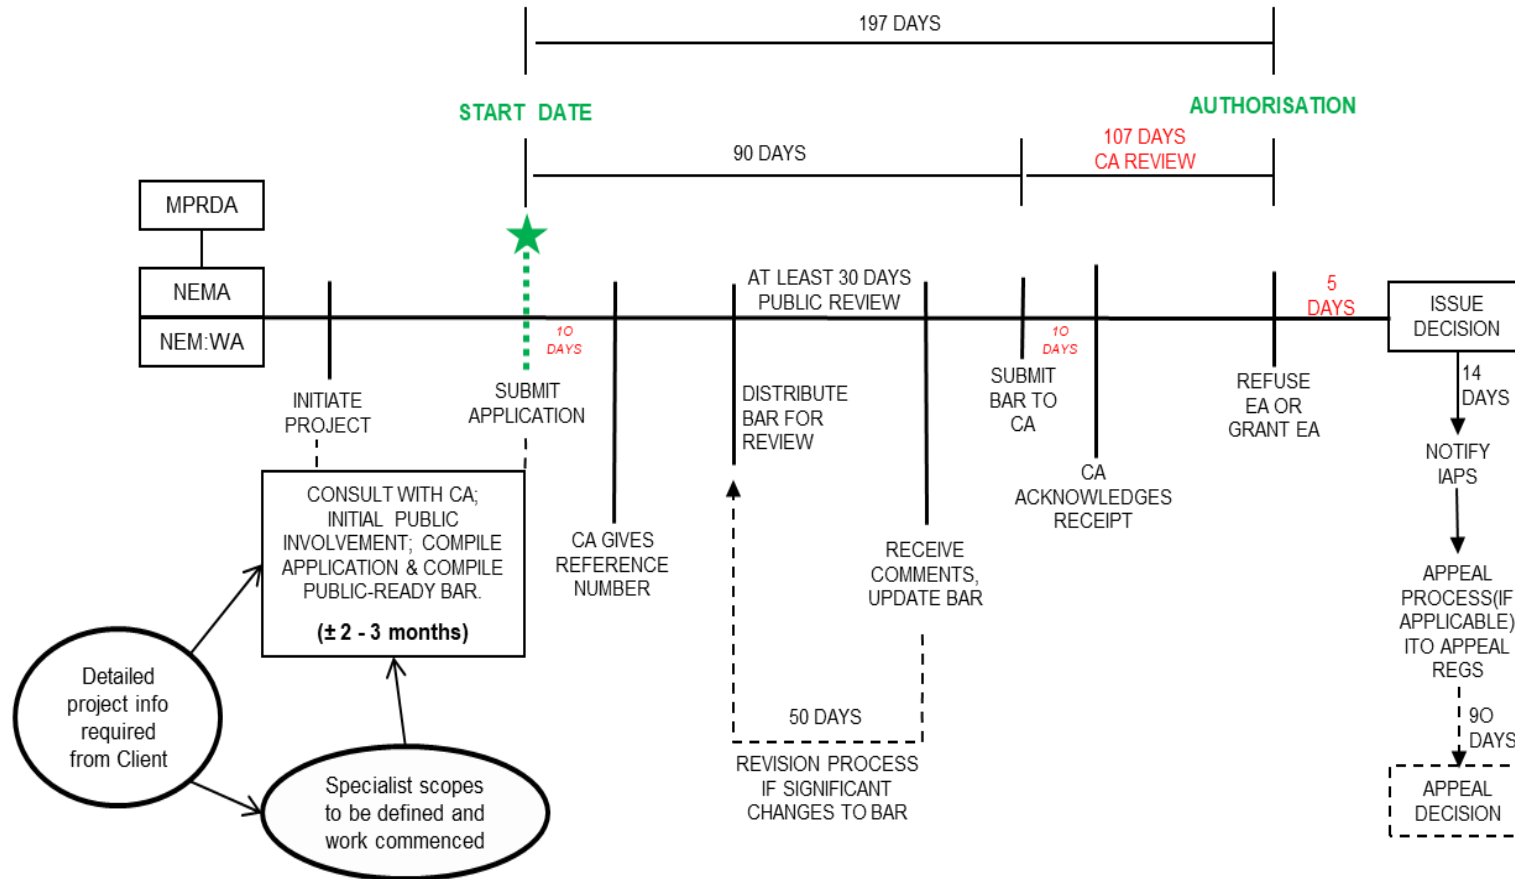 197 DAYS
START DATE
AUTHORISATION
90 DAYS
107 DAYS
CA REVIEW
MPRDA
NEMA
NEM:WA
AT LEAST 30 DAYS
PUBLIC REVIEW
5
DAYS
ISSUE
DECISION
10
DAYS
10
DAYS
INITIATE
PROJECT
SUBMIT
APPLICATION
DISTRIBUTE
BAR FOR
REVIEW
SUBMIT
BAR TO
CA
REFUSE
EA OR
GRANT EA
14
DAYS
NOTIFY
IAPS
CONSULT WITH CA;
INITIAL PUBLIC
INVOLVEMENT; COMPILE
APPLICATION & COMPILE
PUBLIC-READY BAR.
(± 2 - 3 months)
CA GIVES
REFERENCE
NUMBER
RECEIVE
COMMENTS,
UPDATE BAR
CA
ACKNOWLEDGES
RECEIPT
APPEAL
PROCESS(IF
APPLICABLE)
ITO APPEAL
REGS
Detailed
project info
required
from Client
50 DAYS
REVISION PROCESS
IF SIGNIFICANT
CHANGES TO BAR
9O
DAYS
Specialist scopes
to be defined and
work commenced
APPEAL
DECISION